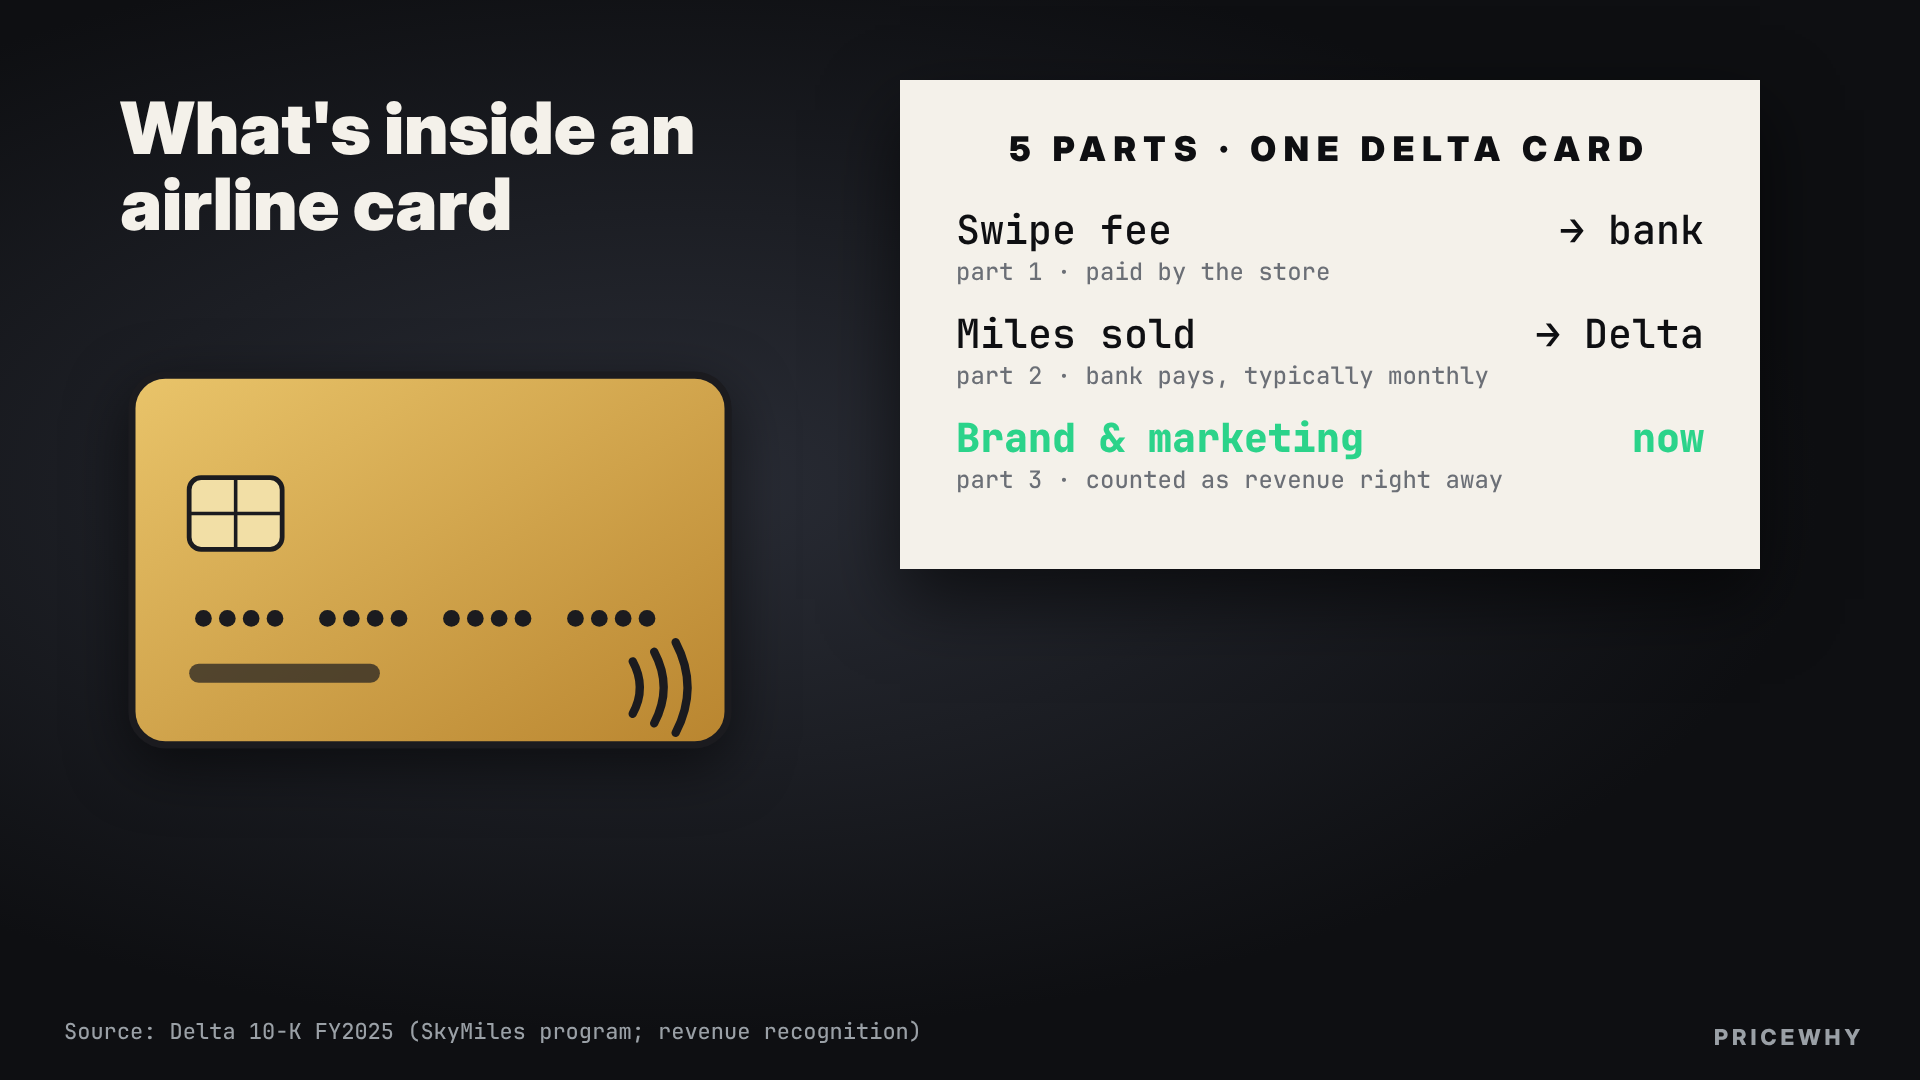 What's inside an
airline card
5 PARTS · ONE DELTA CARD
Swipe fee → bank
part 1 · paid by the store
Miles sold → Delta
part 2 · bank pays, typically monthly
Brand & marketing now
part 3 · counted as revenue right away
Source: Delta 10-K FY2025 (SkyMiles program; revenue recognition)
PRICEWHY